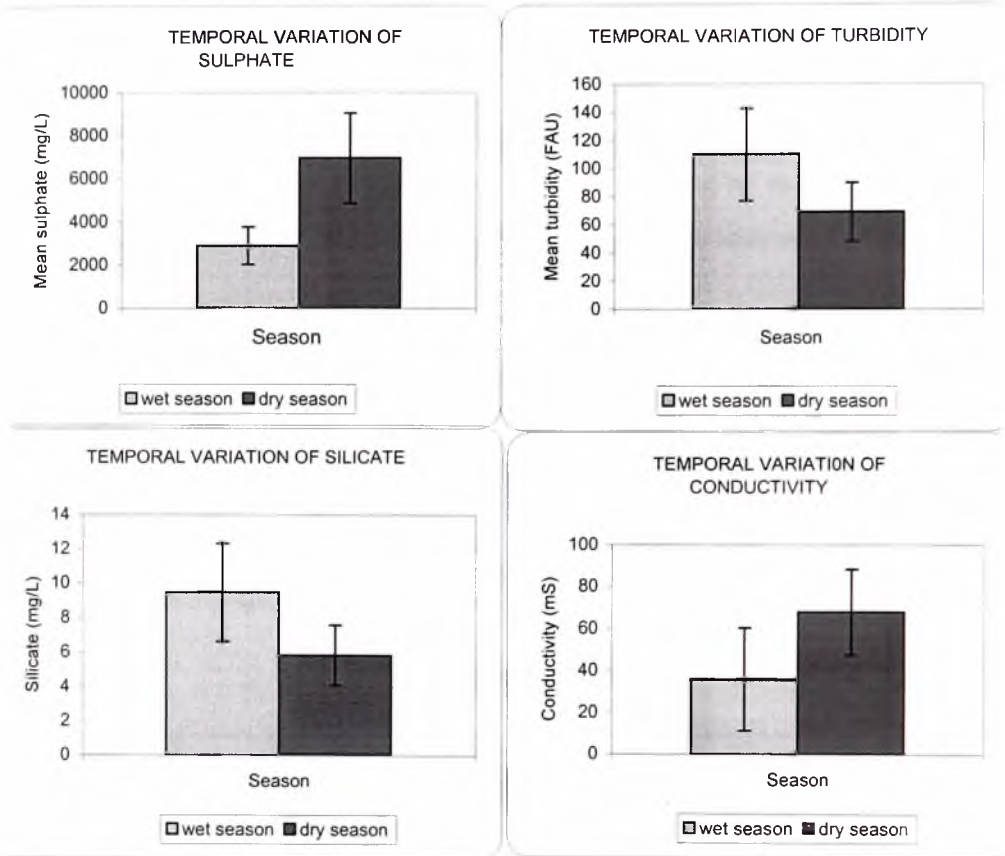 TEMPORAL VARIATION OF
SULPHATE
Mean sulphate (mg/L)
10000
8000
6000
4000
2000
0
Season
wet season dry season
TEMPORAL VARIATION OF TURBIDITY
Mean turbidity (FAU)
160
140
120
100
80
60
40
20
0
Season
wet season dry season
TEMPORAL VARIATION OF SILICATE
Sillicate (mg/L)
14
12
10
8
6
4
2
0
Season
wet season dry season
TEMPORAL VARIATI0N OF
CONDUCTIVITY
Conductivity (mS)
100
80
60
40
20
0
Season
wet season dry season